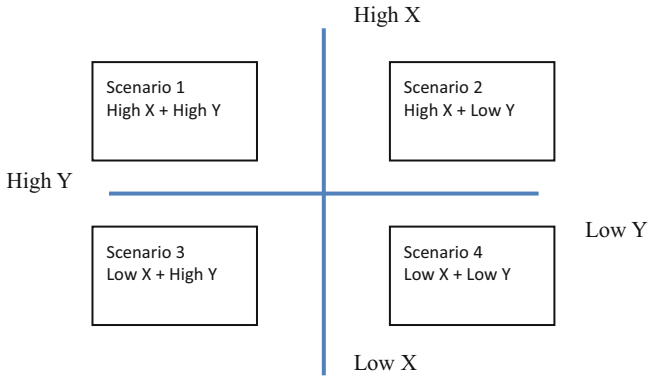 High X
Scenario 1
High X + High Y
Scenario 2
High X + Low Y
High Y
Low Y
Scenario 3
Low X + High Y
Scenario 4
Low X + Low Y
Low X